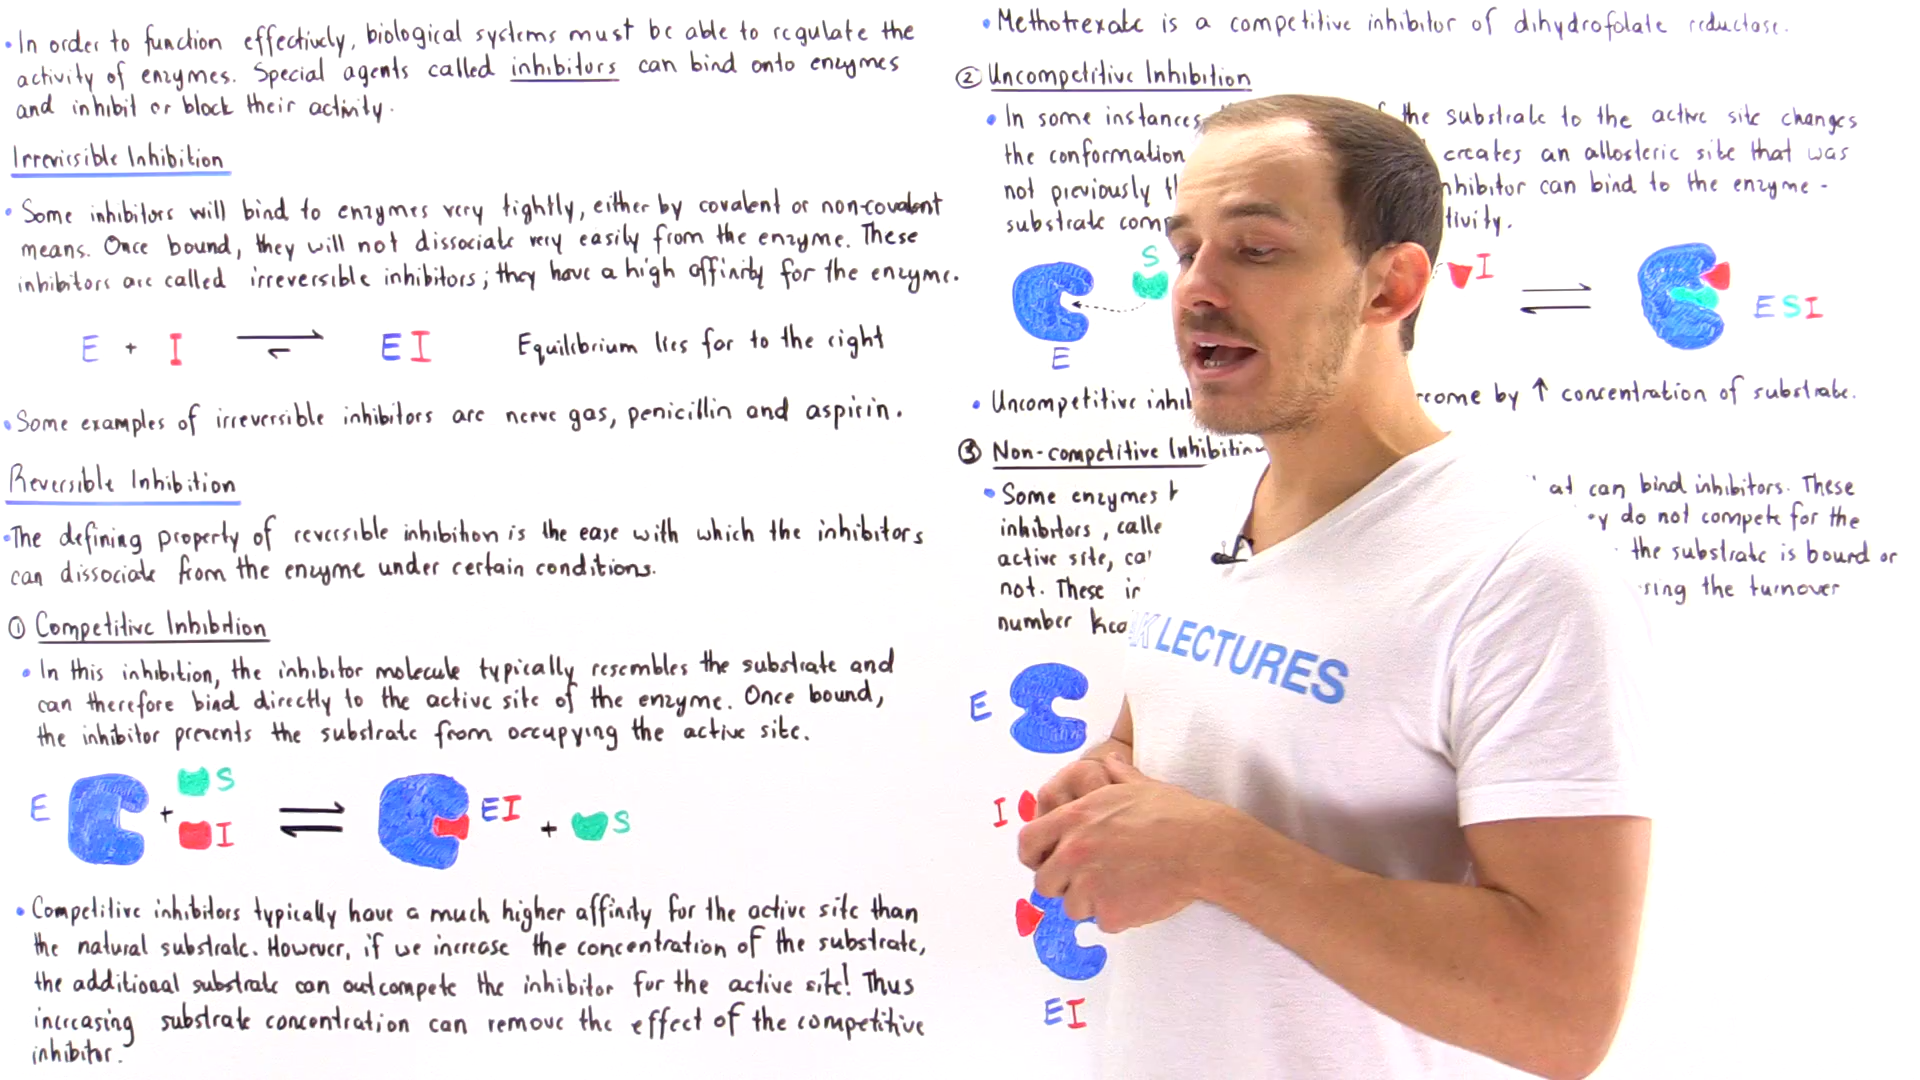 • In order to function effectively, biological systems must be able to regulate the
activity of enzymes. Special agents called inhibitors can bind onto enzymes
and inhibit or block their activity.
Irreversible Inhibition
• Some inhibitors will bind to enzymes very tightly, either by covalent or non-covalent
means. Once bound, they will not dissociate very easily from the enzyme. These
inhibitors are called irreversible inhibitors; they have a high affinity for the enzyme.
E + I ⇌ EI Equilibrium lies far to the right
• Some examples of irreversible inhibitors are nerve gas, penicillin and aspirin.
Reversible Inhibition
• The defining property of reversible inhibition is the ease with which the inhibitors
can dissociate from the enzyme under certain conditions.
① Competitive Inhibition
• In this inhibition, the inhibitor molecule typically resembles the substrate and
can therefore bind directly to the active site of the enzyme. Once bound,
the inhibitor prevents the substrate from occupying the active site.
E + S I ⇌ EI + S
• Competitive inhibitors typically have a much higher affinity for the active site than
the natural substrate. However, if we increase the concentration of the substrate,
the additional substrate can outcompete the inhibitor for the active site! Thus
increasing substrate concentration can remove the effect of the competitive
inhibitor.
• Methotrexate is a competitive inhibitor of dihydrofolate reductase.
② Uncompetitive Inhibition
• In some instances the substrate to the active site changes
the conformation creates an allosteric site that was
not previously inhibitor can bind to the enzyme -
substrate
E S I ⇌ ESI
• Uncompetitive by ↑ concentration of substrate.
③ Non-competitive Inhibition
• Some enzymes can bind inhibitors. These
inhibitors, do not compete for the
active site, the substrate is bound or
not. These the turnover
number
LECTURES
E
I
EI